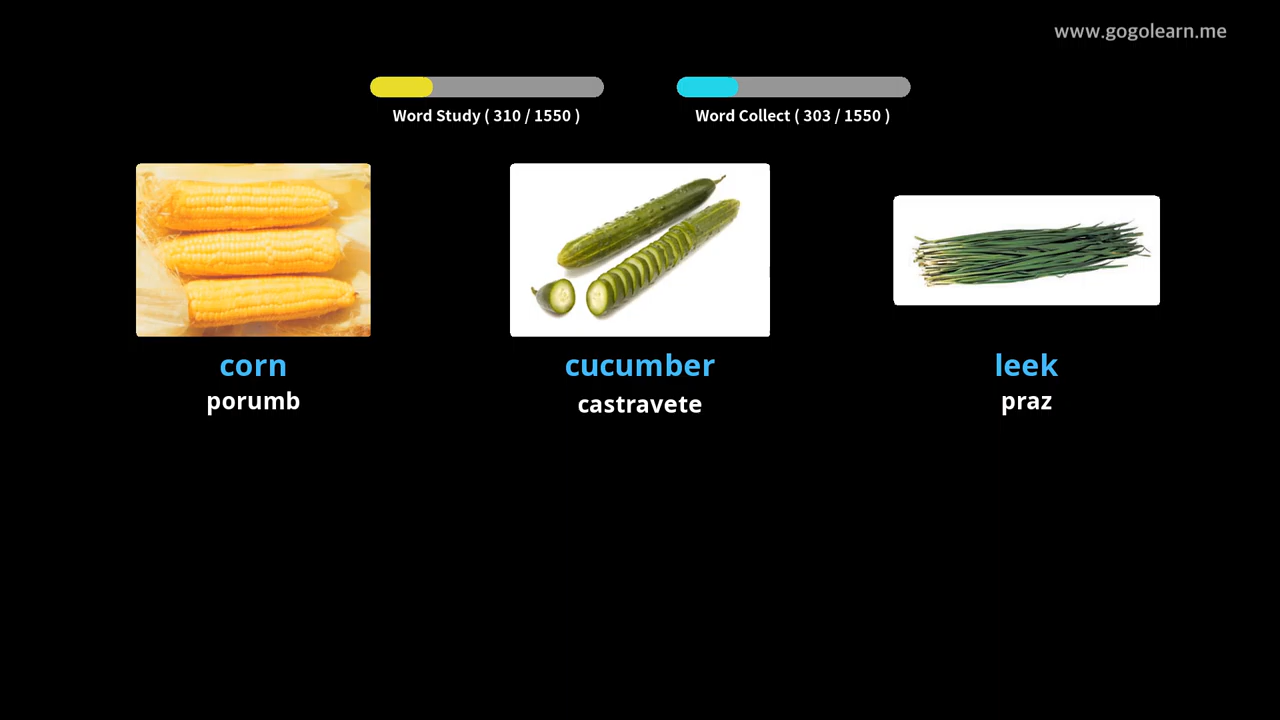 www.gogolearn.me
Word Study ( 310 / 1550 )
Word Collect ( 303 / 1550 )
corn
porumb
cucumber
castravete
leek
praz